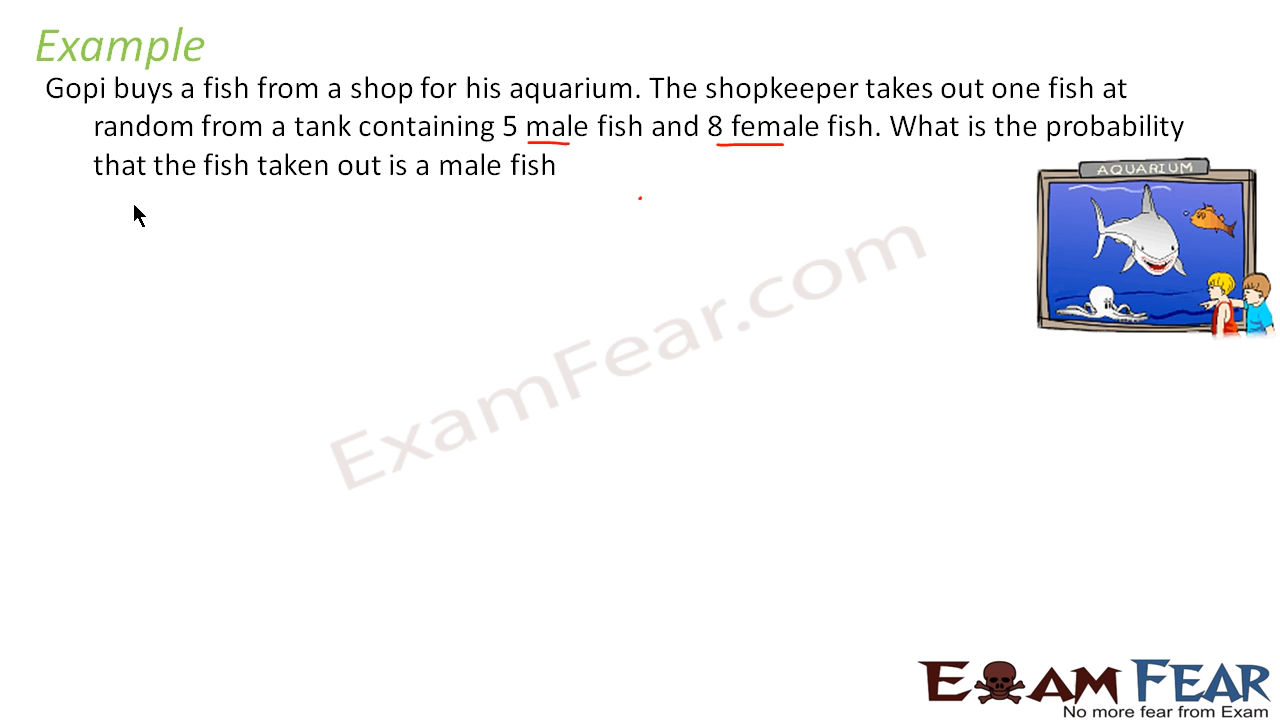 Example
Gopi buys a fish from a shop for his aquarium. The shopkeeper takes out one fish at
random from a tank containing 5 male fish and 8 female fish. What is the probability
that the fish taken out is a male fish
AQUARIUM
ExamFear.com
EXAM FEAR
No more fear from Exam